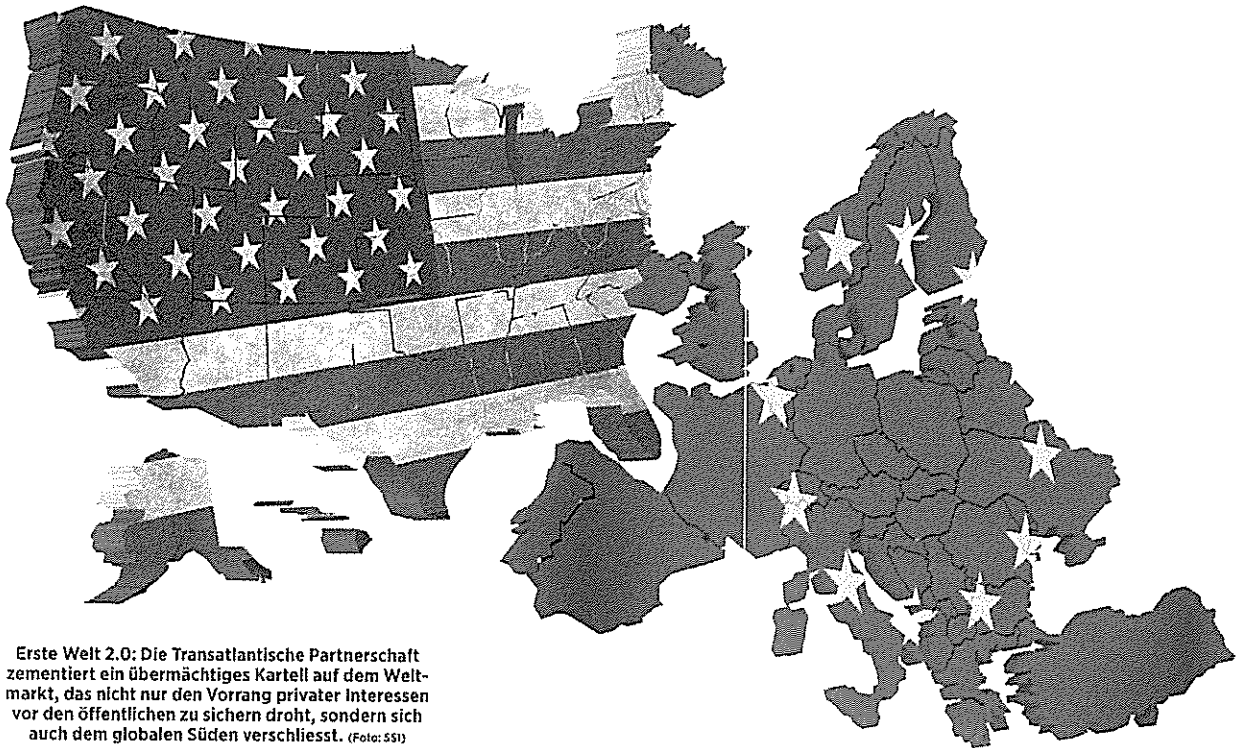 Erste Welt 2.0: Die Transatlantische Partnerschaft
zementiert ein übermächtiges Kartell auf dem Welt-
markt, das nicht nur den Vorrang privater Interessen
vor den öffentlichen zu sichern droht, sondern sich
auch dem globalen Süden verschliesst. (Foto: SSI)